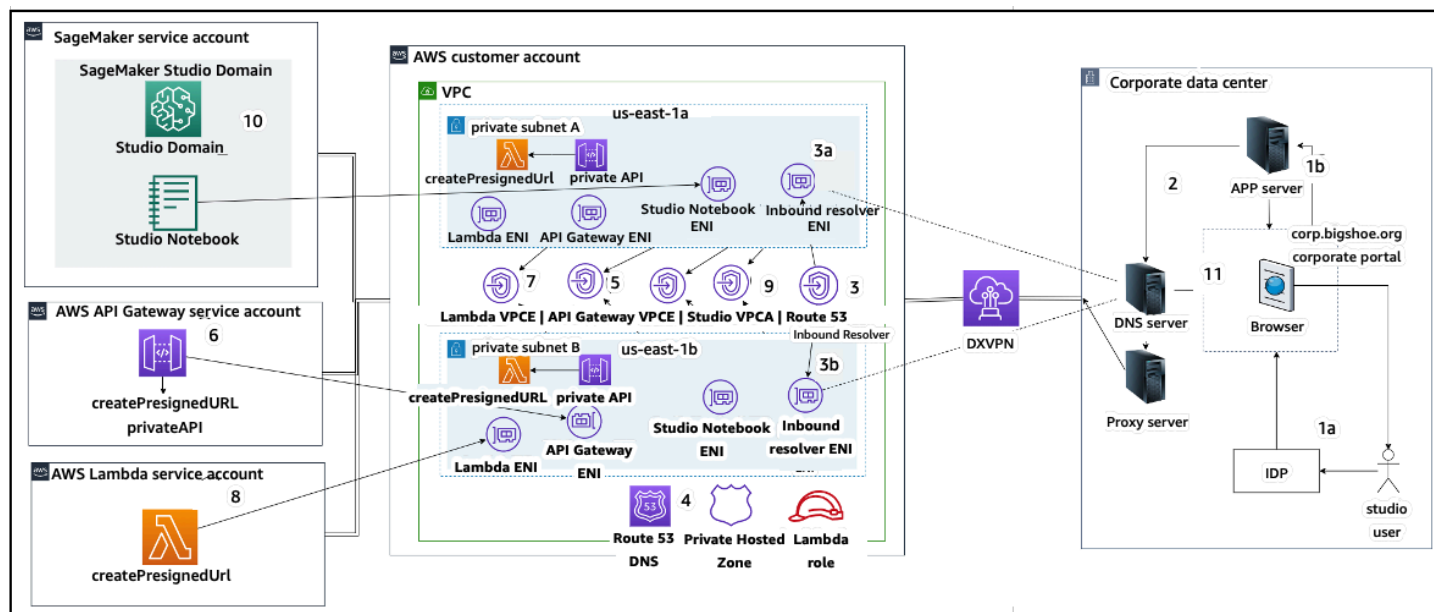 aws
SageMaker service account
SageMaker Studio Domain
10
Studio Domain
Studio Notebook
aws
AWS API Gateway service account
6
createPresignedURL
privateAPI
aws
AWS Lambda service account
8
createPresignedUrl
aws
AWS customer account
VPC
us-east-1a
private subnet A
3a
createPresignedUrl
private API
Studio Notebook
ENI
Inbound resolver
ENI
Lambda ENI
API Gateway ENI
7
5
9
3
Lambda VPCE | API Gateway VPCE | Studio VPCA | Route 53
Inbound Resolver
private subnet B
us-east-1b
3b
createPresignedURL
private API
Studio Notebook
ENI
Inbound
resolver ENI
Lambda ENI
API Gateway
ENI
53
4
Route 53
DNS
Private Hosted
Zone
Lambda
role
DXVPN
Corporate data center
1b
2
APP server
corp.bigshoe.org
corporate portal
11
DNS server
Browser
Proxy server
1a
IDP
studio
user